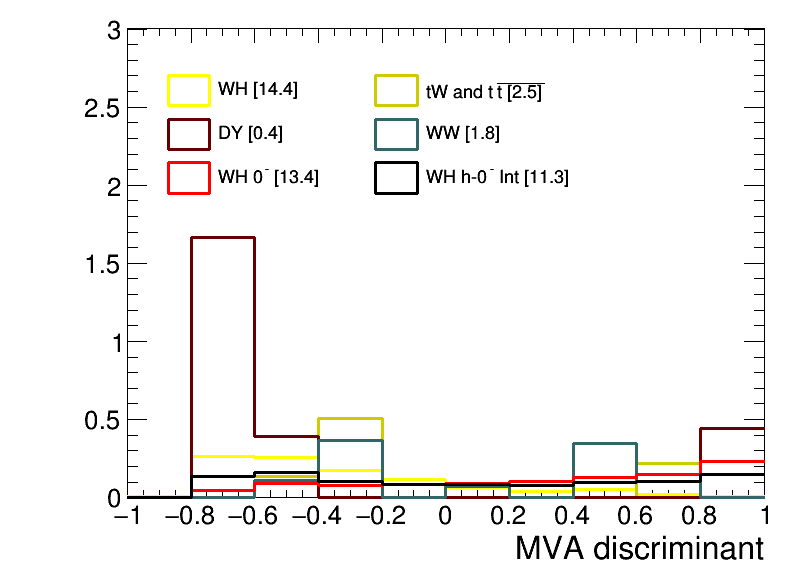 3
2.5
2
1.5
1
0.5
0
WH [14.4]
tW and t t̅ [2.5]
DY [0.4]
WW [1.8]
WH 0⁻ [13.4]
WH h-0⁻ Int [11.3]
−1 −0.8 −0.6 −0.4 −0.2 0 0.2 0.4 0.6 0.8 1
MVA discriminant